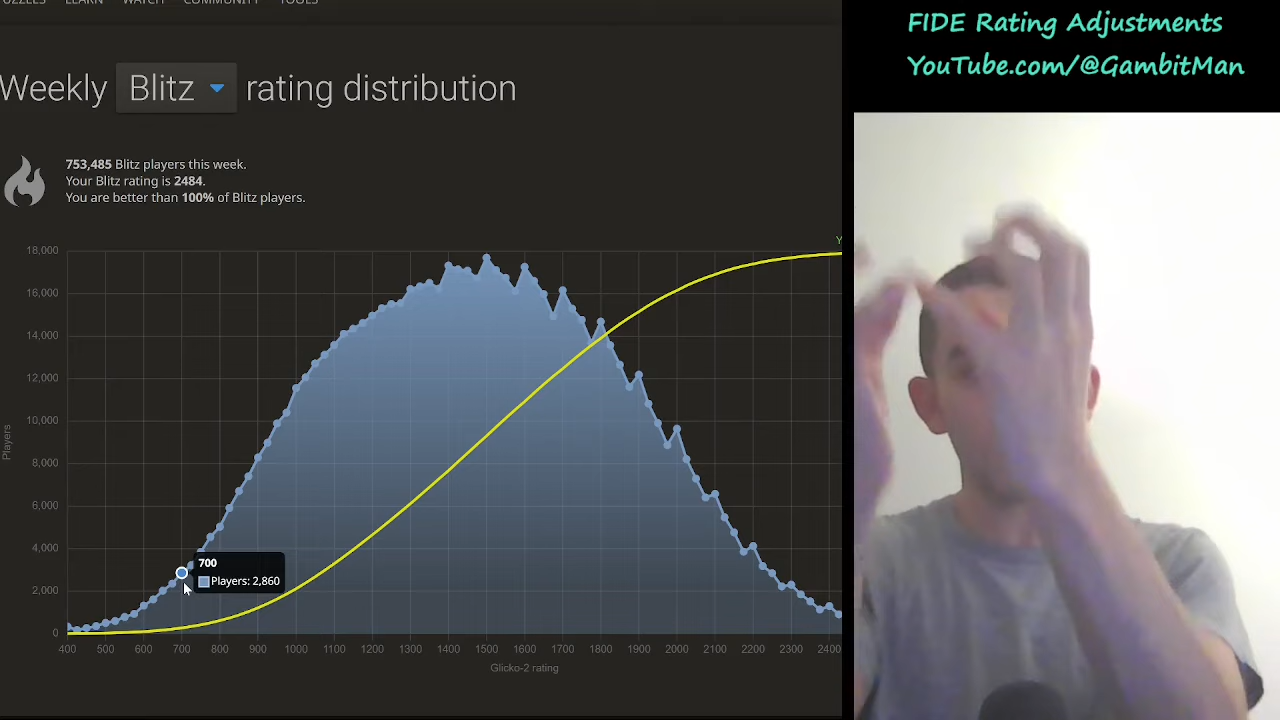 LEARN
WATCH
COMMUNITY
TOOLS
FIDE Rating Adjustments
YouTube.com/@GambitMan
Weekly Blitz rating distribution
753,485 Blitz players this week.
Your Blitz rating is 2484.
You are better than 100% of Blitz players.
18,000
16,000
14,000
12,000
10,000
8,000
6,000
4,000
2,000
0
Players
700
Players: 2,860
400 500 600 700 800 900 1000 1100 1200 1300 1400 1500 1600 1700 1800 1900 2000 2100 2200 2300 2400
Glicko-2 rating